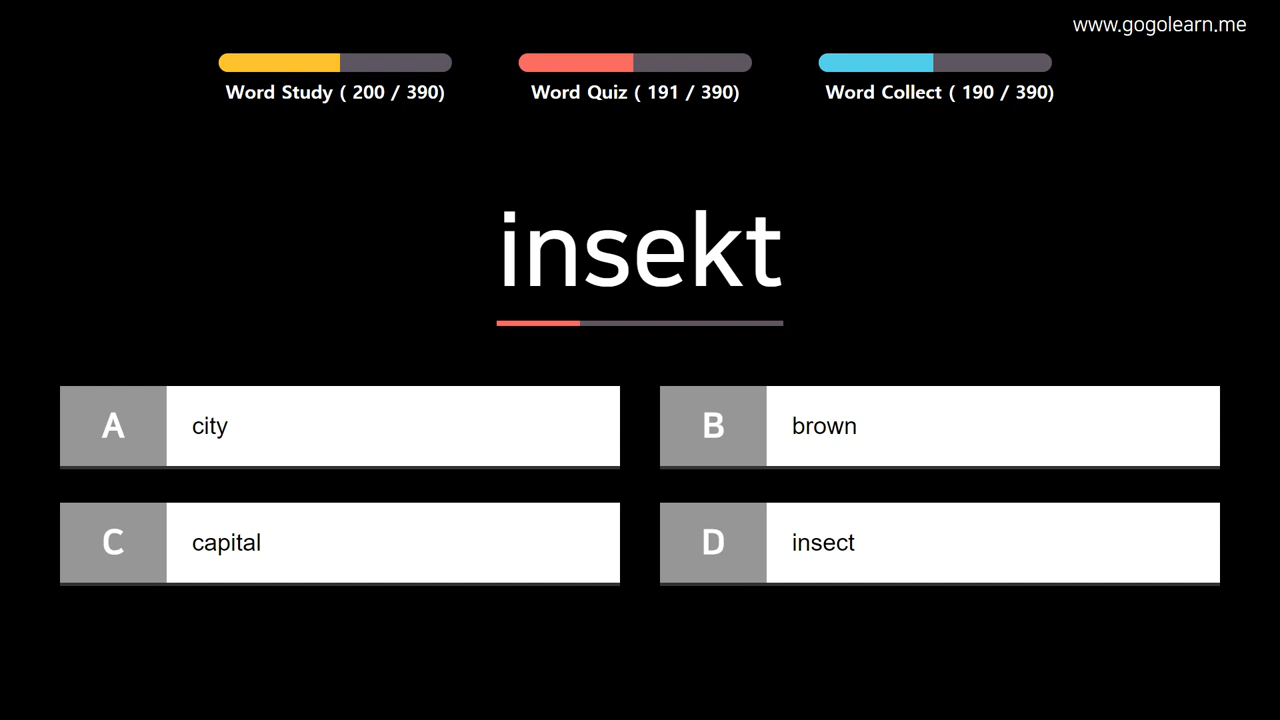 www.gogolearn.me
Word Study ( 200 / 390)
Word Quiz ( 191 / 390)
Word Collect ( 190 / 390)
insekt
A city
B brown
C capital
D insect